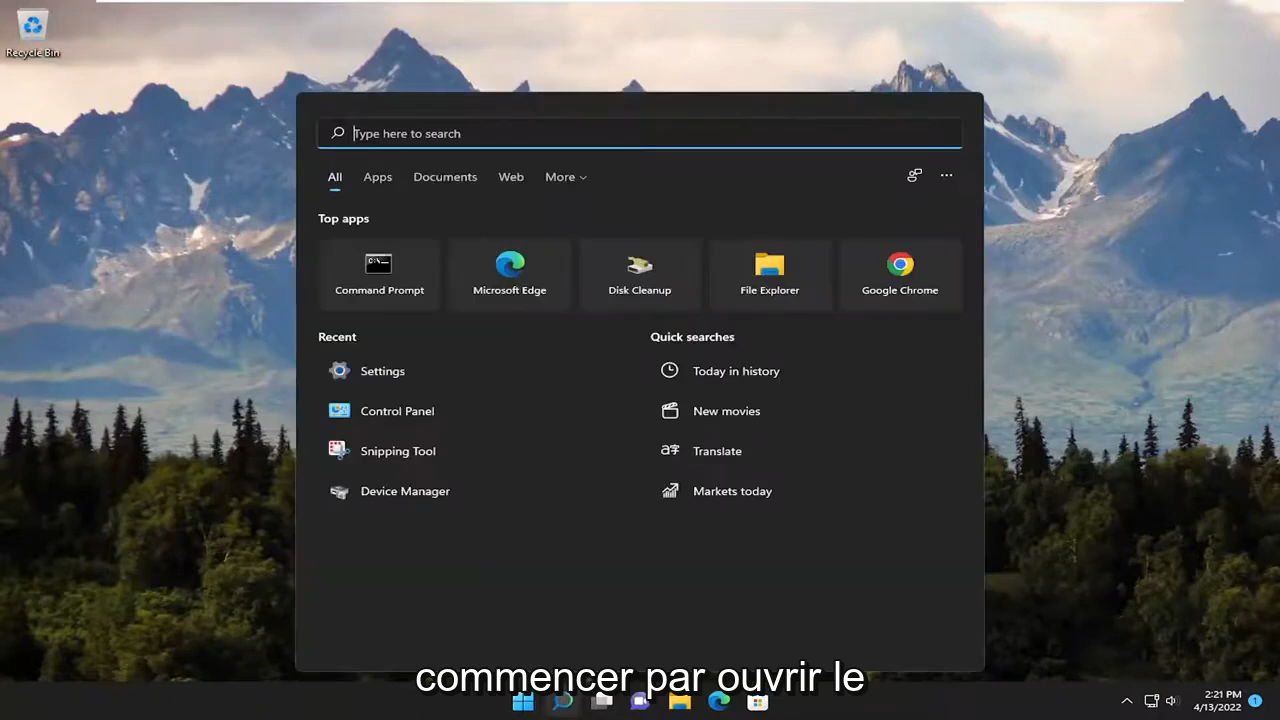 Recycle Bin
Type here to search
All Apps Documents Web More
Top apps
Command Prompt Microsoft Edge Disk Cleanup File Explorer Google Chrome
Recent Quick searches
Settings Today in history
Control Panel New movies
Snipping Tool Translate
Device Manager Markets today
commencer par ouvrir le
2:21 PM
4/13/2022 1